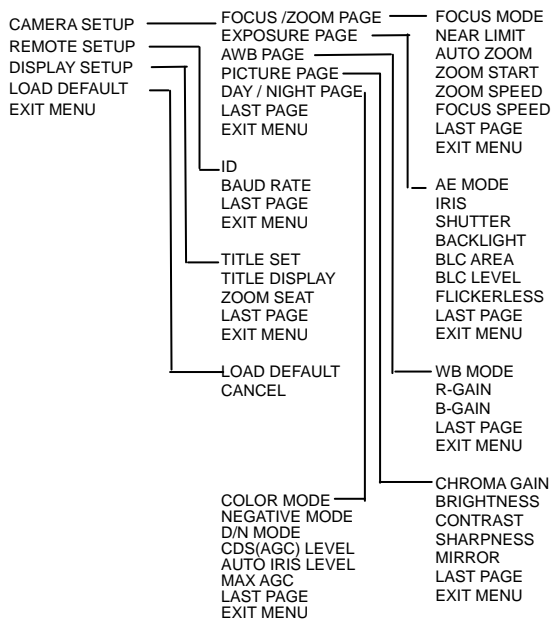 CAMERA SETUP
REMOTE SETUP
DISPLAY SETUP
LOAD DEFAULT
EXIT MENU
FOCUS /ZOOM PAGE
EXPOSURE PAGE
AWB PAGE
PICTURE PAGE
DAY / NIGHT PAGE
LAST PAGE
EXIT MENU
FOCUS MODE
NEAR LIMIT
AUTO ZOOM
ZOOM START
ZOOM SPEED
FOCUS SPEED
LAST PAGE
EXIT MENU
ID
BAUD RATE
LAST PAGE
EXIT MENU
AE MODE
IRIS
SHUTTER
BACKLIGHT
BLC AREA
BLC LEVEL
FLICKERLESS
LAST PAGE
EXIT MENU
TITLE SET
TITLE DISPLAY
ZOOM SEAT
LAST PAGE
EXIT MENU
LOAD DEFAULT
CANCEL
WB MODE
R-GAIN
B-GAIN
LAST PAGE
EXIT MENU
CHROMA GAIN
BRIGHTNESS
CONTRAST
SHARPNESS
MIRROR
LAST PAGE
EXIT MENU
COLOR MODE
NEGATIVE MODE
D/N MODE
CDS(AGC) LEVEL
AUTO IRIS LEVEL
MAX AGC
LAST PAGE
EXIT MENU